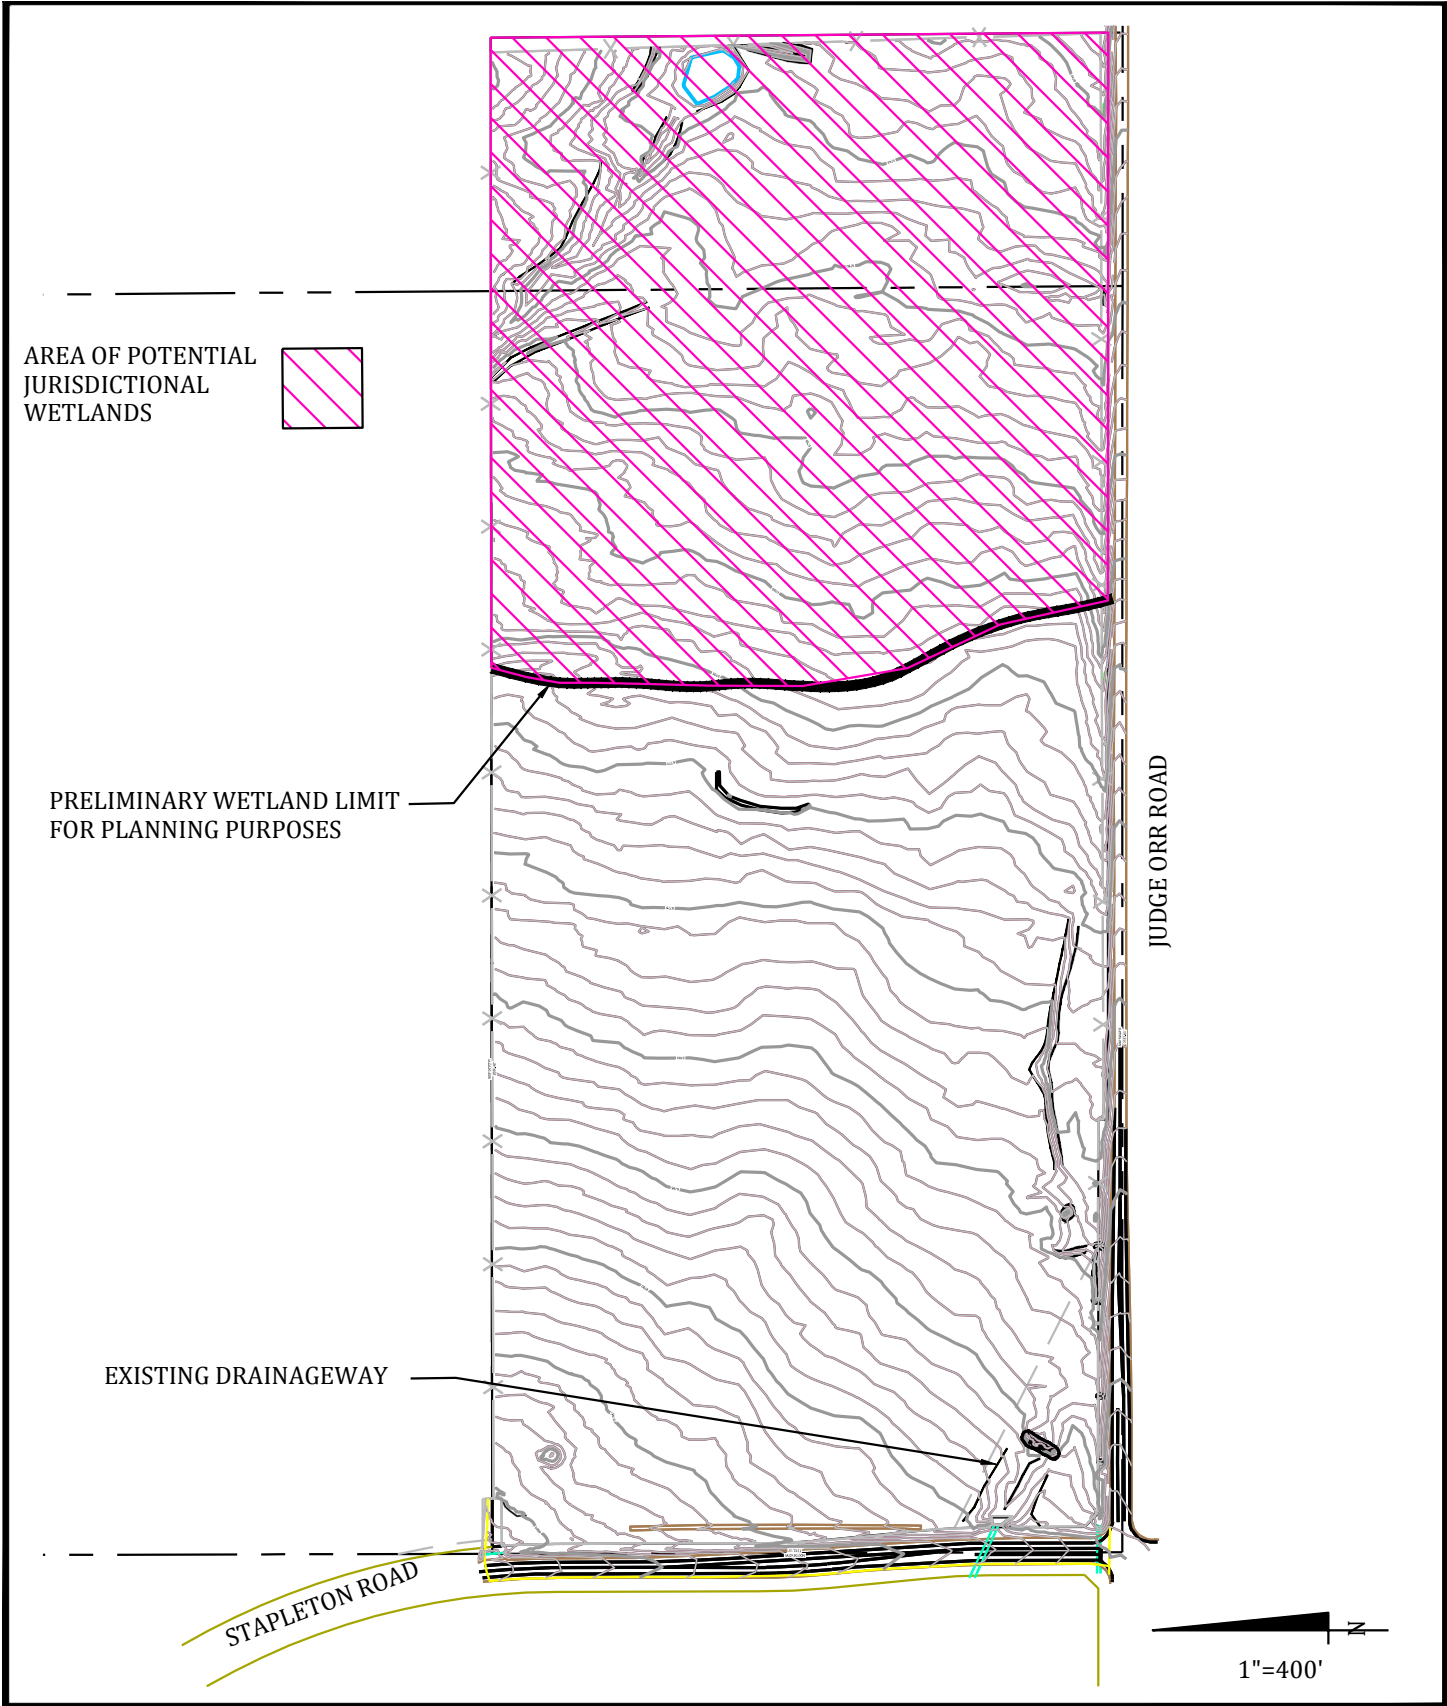 AREA OF POTENTIAL
JURISDICTIONAL
WETLANDS
PRELIMINARY WETLAND LIMIT
FOR PLANNING PURPOSES
JUDGE ORR ROAD
EXISTING DRAINAGEWAY
STAPLETON ROAD
N
1"=400'